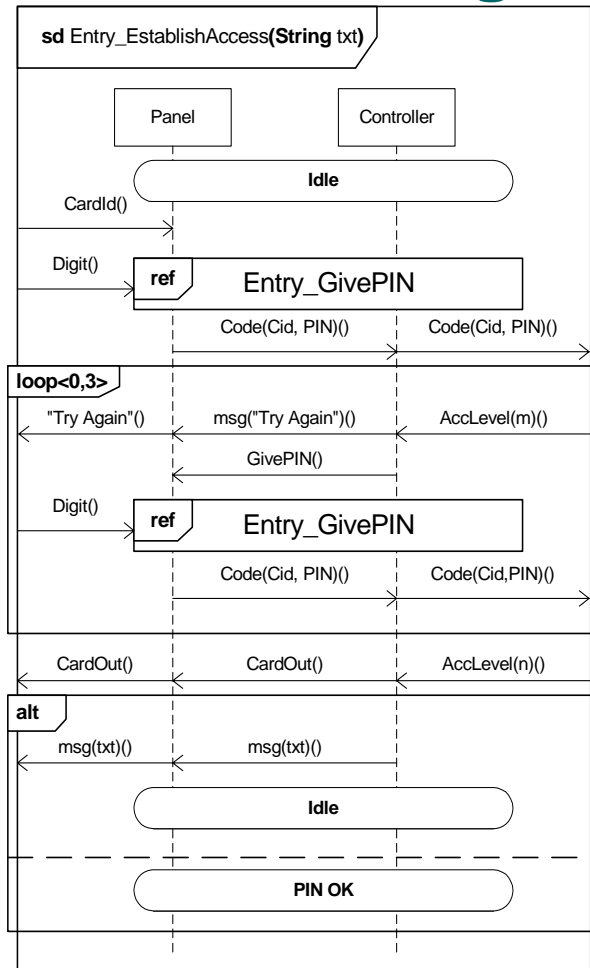 sd Entry_EstablishAccess(String txt)
Panel
Controller
Idle
CardId()
Digit()
ref
Entry_GivePIN
Code(Cid, PIN)()
Code(Cid, PIN)()
loop<0,3>
"Try Again"()
msg("Try Again")()
AccLevel(m)()
GivePIN()
Digit()
ref
Entry_GivePIN
Code(Cid, PIN)()
Code(Cid,PIN)()
CardOut()
CardOut()
AccLevel(n)()
alt
msg(txt)()
msg(txt)()
Idle
PIN OK